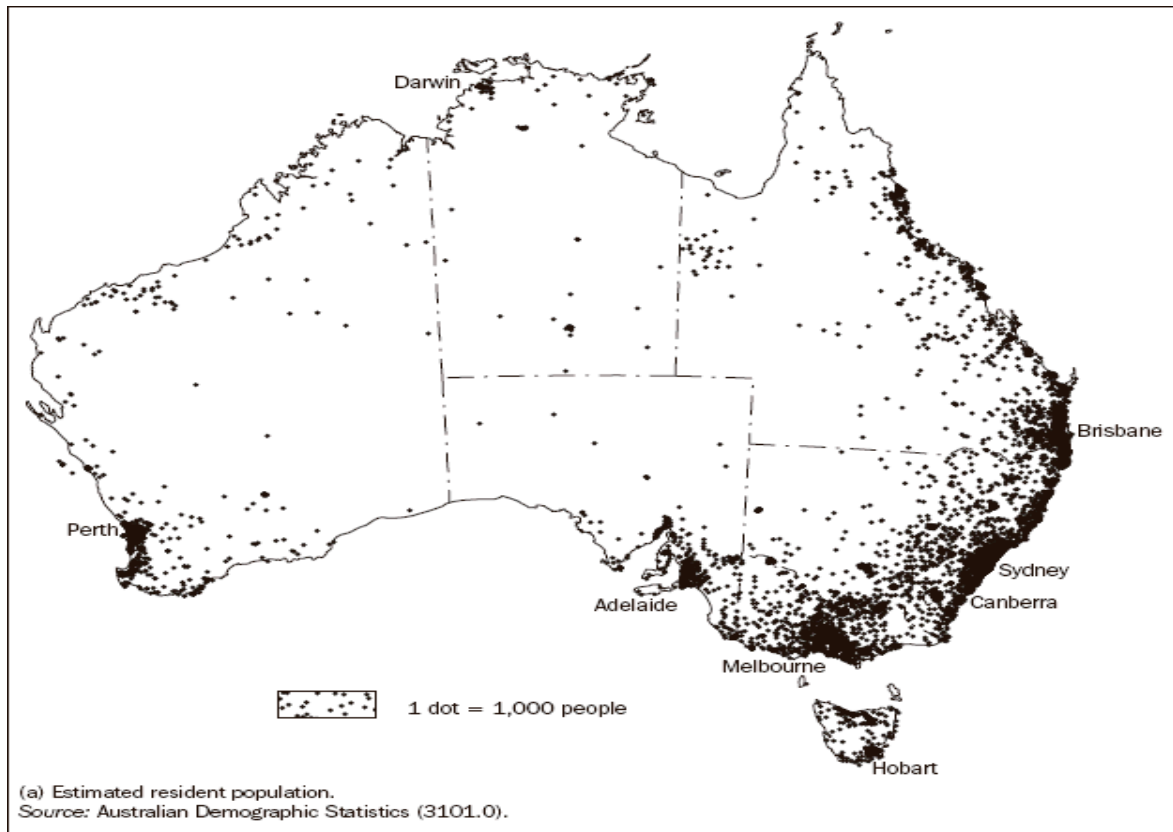 Darwin
Brisbane
Perth
Sydney
Adelaide
Canberra
Melbourne
1 dot = 1,000 people
Hobart
(a) Estimated resident population.
Source: Australian Demographic Statistics (3101.0).